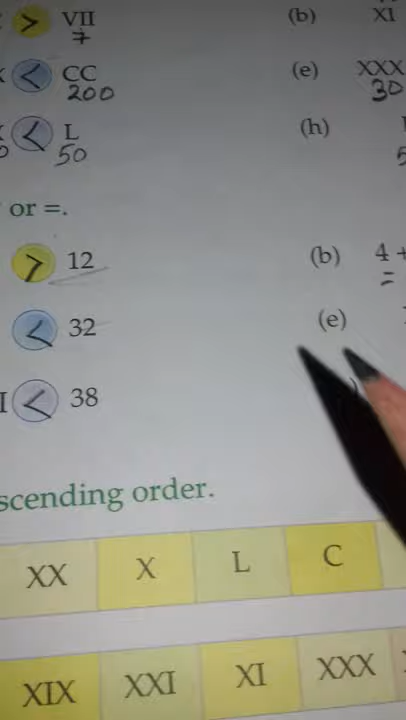 > VII (b) XI
7
< CC (e) XXX
200 30
< L (h)
50
or =.
> 12 (b) 4 +
=
< 32 (e)
I < 38
scending order.
XX X L C
XIX XXI XI XXX